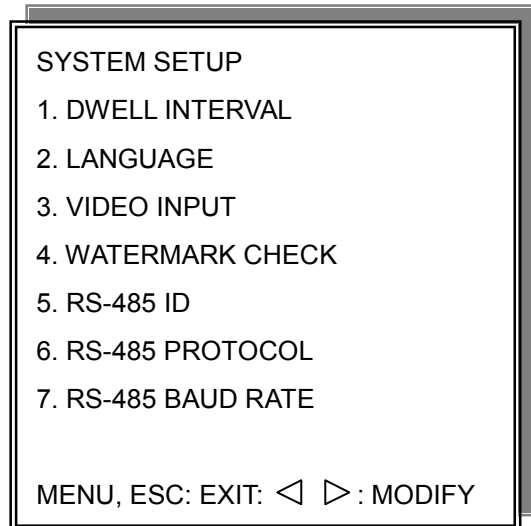 SYSTEM SETUP
1. DWELL INTERVAL
2. LANGUAGE
3. VIDEO INPUT
4. WATERMARK CHECK
5. RS-485 ID
6. RS-485 PROTOCOL
7. RS-485 BAUD RATE
MENU, ESC: EXIT: ◁ ▷ : MODIFY